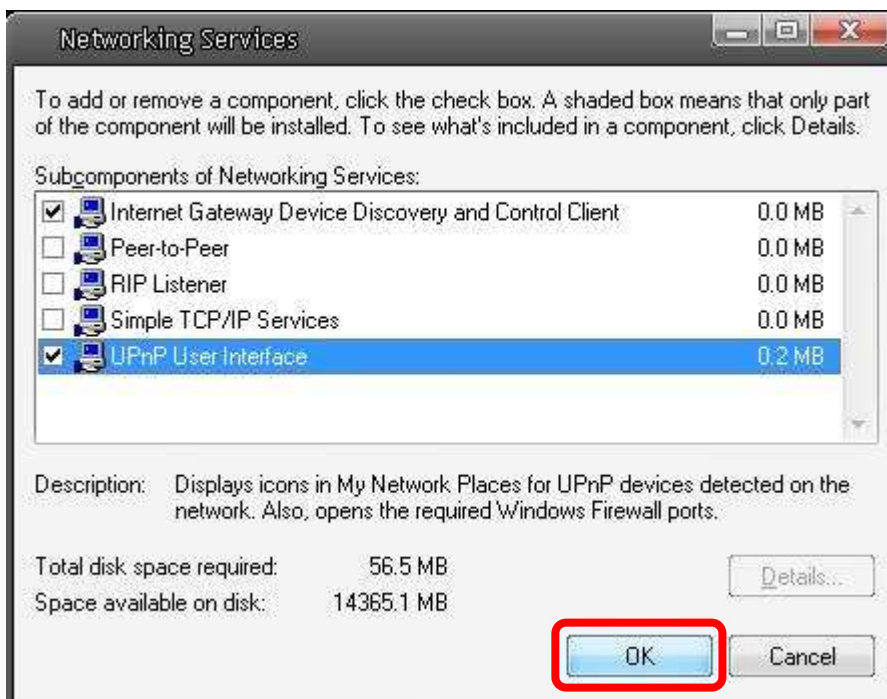 Networking Services
To add or remove a component, click the check box. A shaded box means that only part
of the component will be installed. To see what's included in a component, click Details.
Subcomponents of Networking Services:
Internet Gateway Device Discovery and Control Client 0.0 MB
Peer-to-Peer 0.0 MB
RIP Listener 0.0 MB
Simple TCP/IP Services 0.0 MB
UPnP User Interface 0.2 MB
Description: Displays icons in My Network Places for UPnP devices detected on the
network. Also, opens the required Windows Firewall ports.
Total disk space required: 56.5 MB
Space available on disk: 14365.1 MB
Details...
OK Cancel